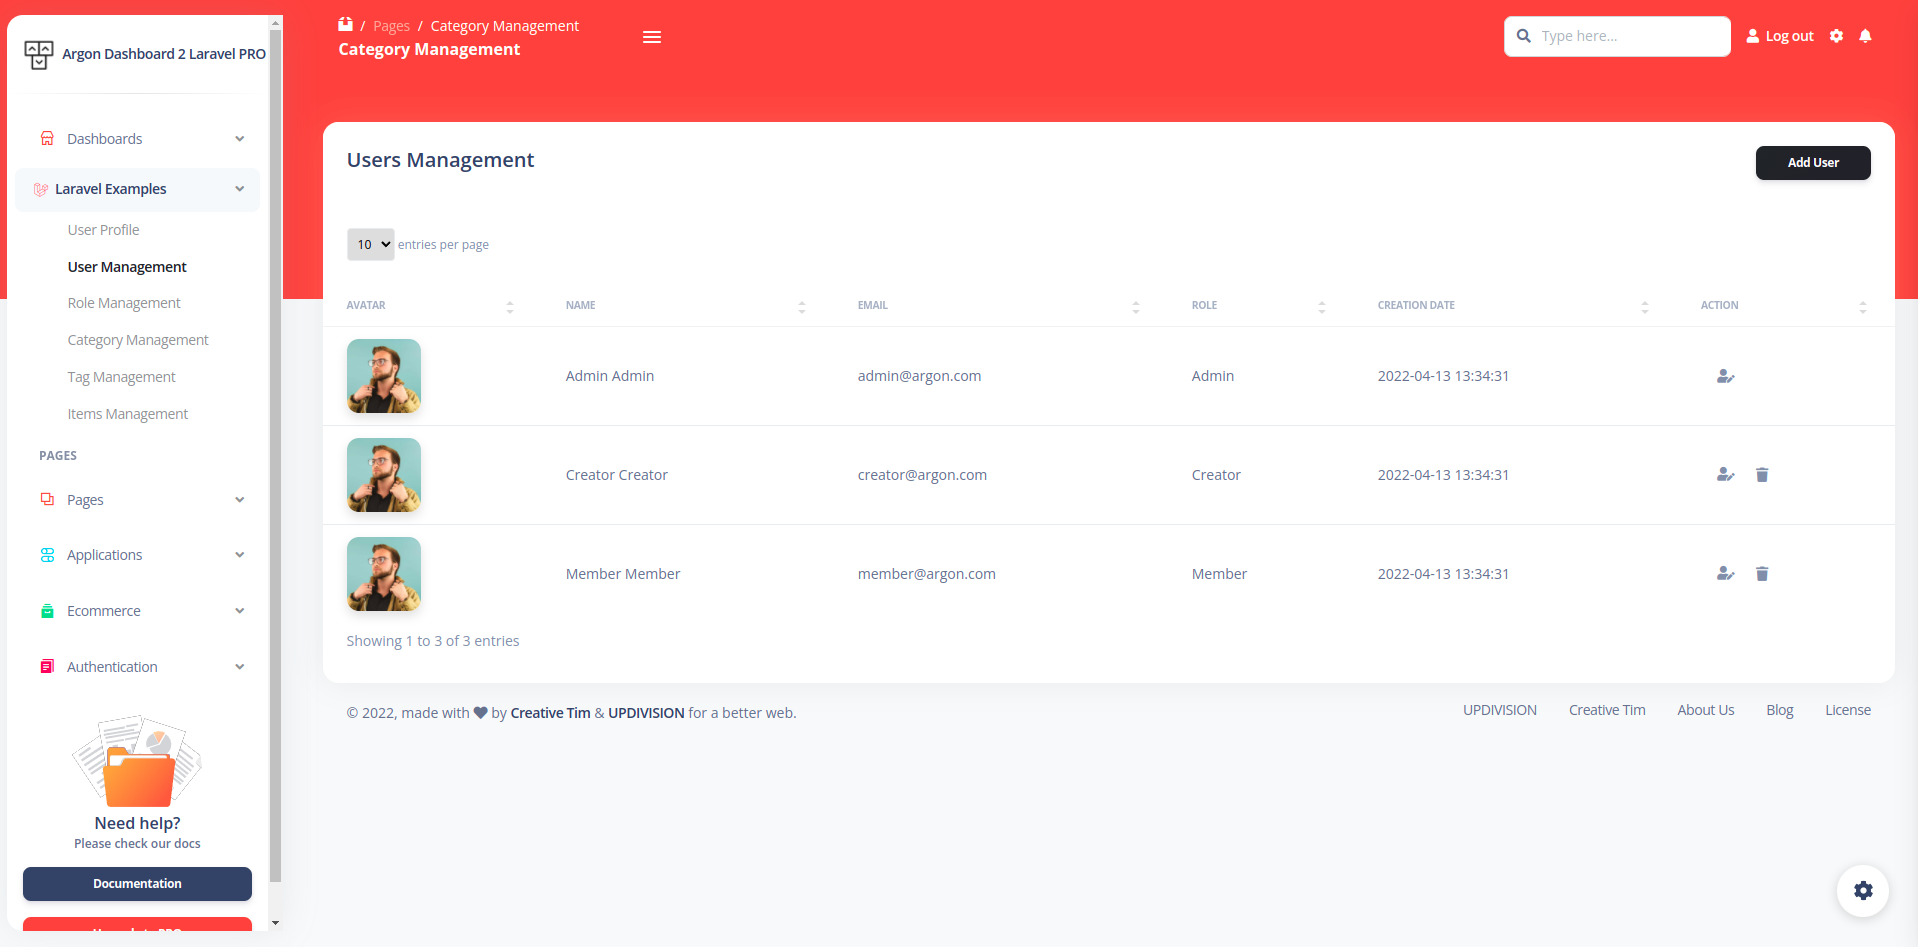 Argon Dashboard 2 Laravel PRO
Dashboards
Laravel Examples
User Profile
User Management
Role Management
Category Management
Tag Management
Items Management
PAGES
Pages
Applications
Ecommerce
Authentication
Need help?
Please check our docs
Documentation
/ Pages / Category Management
Category Management
Type here...
Log out
Users Management
Add User
10 entries per page
AVATAR NAME EMAIL ROLE CREATION DATE ACTION
Admin Admin admin@argon.com Admin 2022-04-13 13:34:31
Creator Creator creator@argon.com Creator 2022-04-13 13:34:31
Member Member member@argon.com Member 2022-04-13 13:34:31
Showing 1 to 3 of 3 entries
© 2022, made with by Creative Tim & UPDIVISION for a better web.
UPDIVISION Creative Tim About Us Blog License